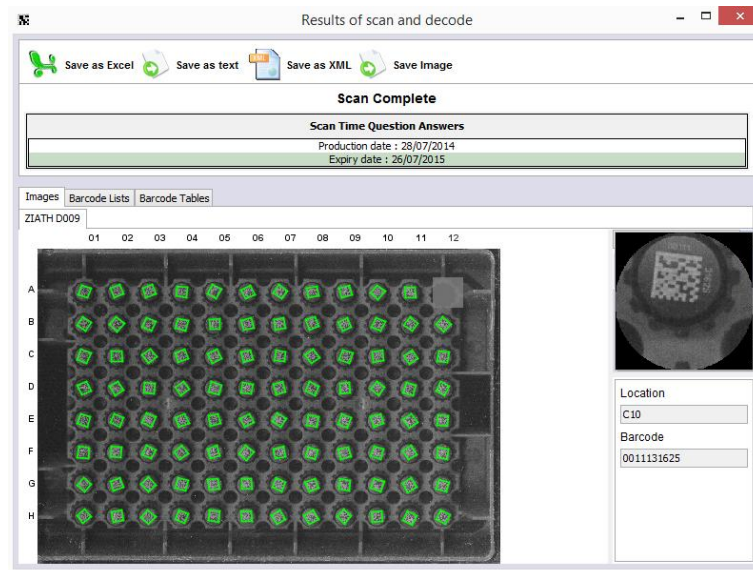 Results of scan and decode
Save as Excel Save as text Save as XML Save Image
Scan Complete
Scan Time Question Answers
Production date : 28/07/2014
Expiry date : 26/07/2015
Images Barcode Lists Barcode Tables
ZIATH D009
01 02 03 04 05 06 07 08 09 10 11 12
A
B
C
D
E
F
G
H
Location
C10
Barcode
0011131625